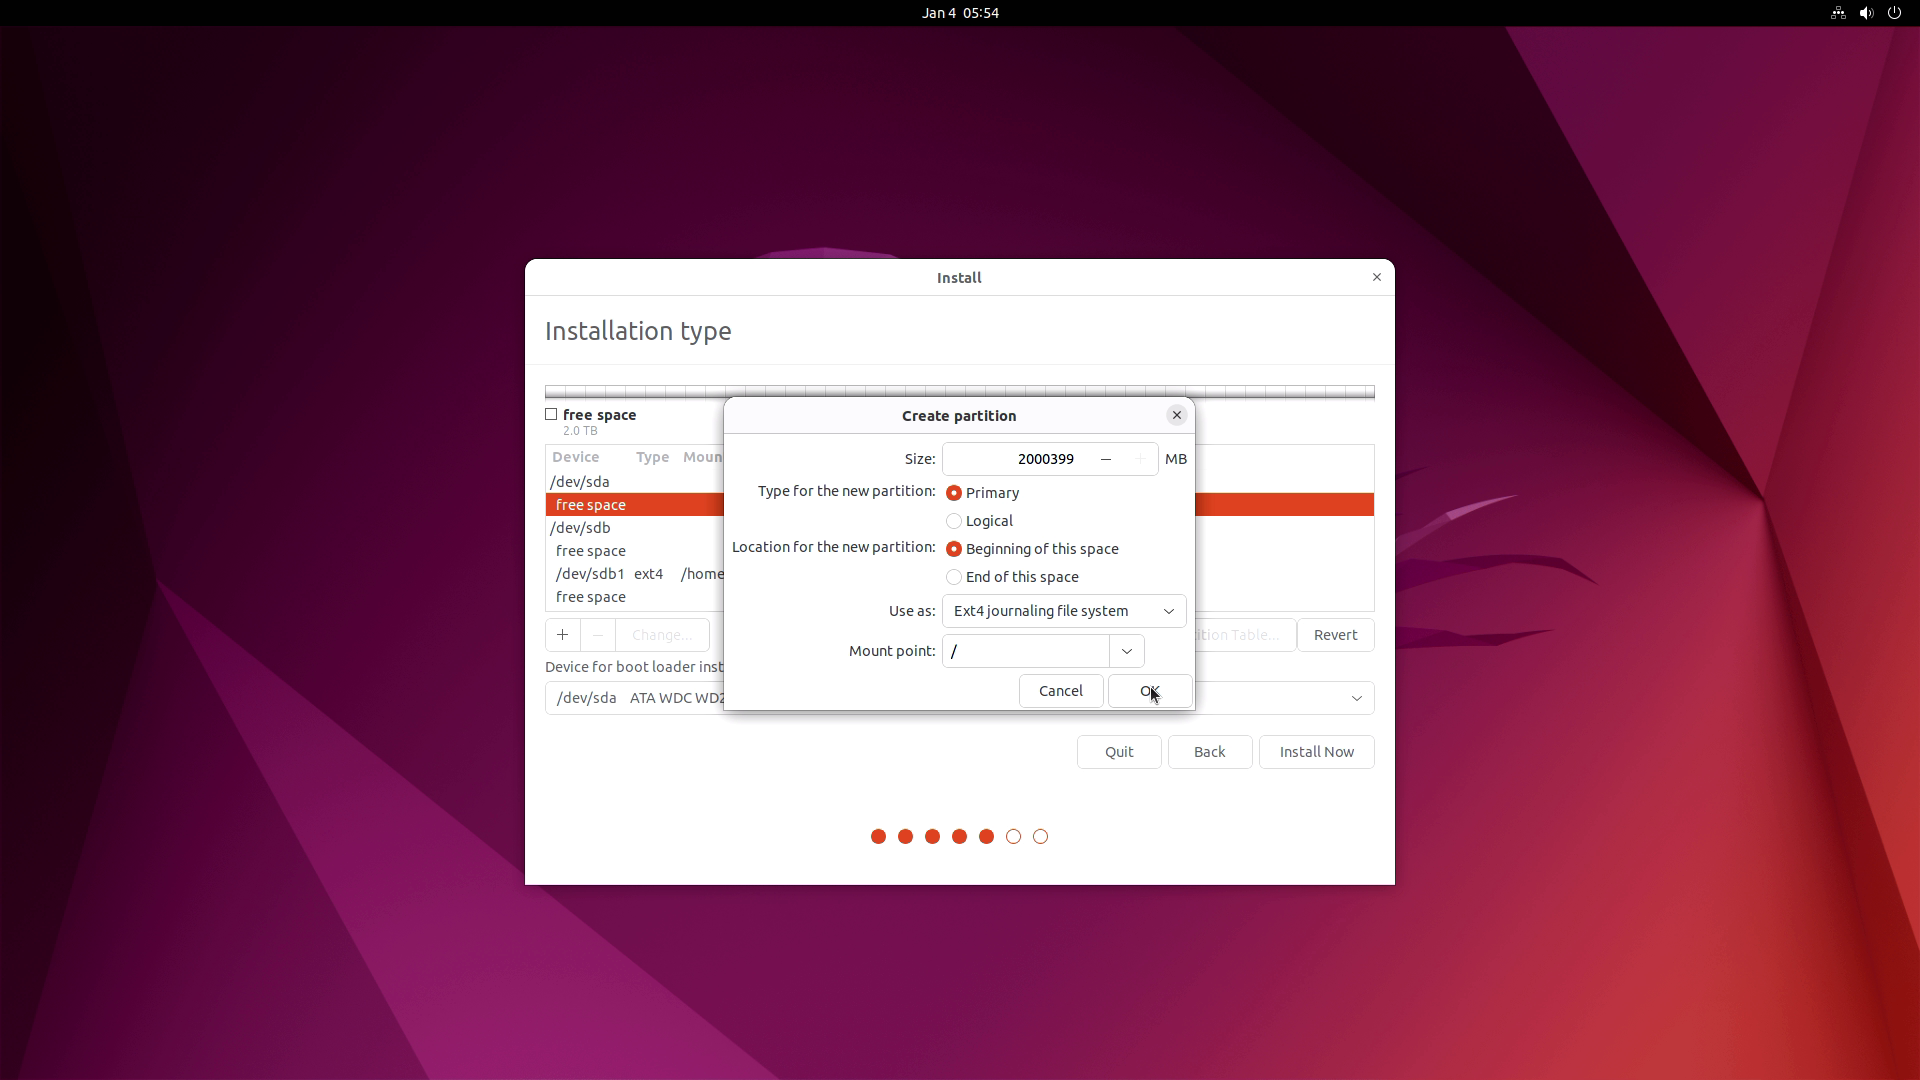 Jan 4 05:54
Install
Installation type
free space
2.0 TB
Create partition
Size: 2000399 MB
Device Type Moun
/dev/sda
Type for the new partition: Primary
free space
Logical
/dev/sdb
Location for the new partition: Beginning of this space
free space
End of this space
/dev/sdb1 ext4 /home
free space
Use as: Ext4 journaling file system
Change...
ition Table...
Revert
Mount point: /
Device for boot loader inst
Cancel
OK
/dev/sda ATA WDC WD2
Quit
Back
Install Now